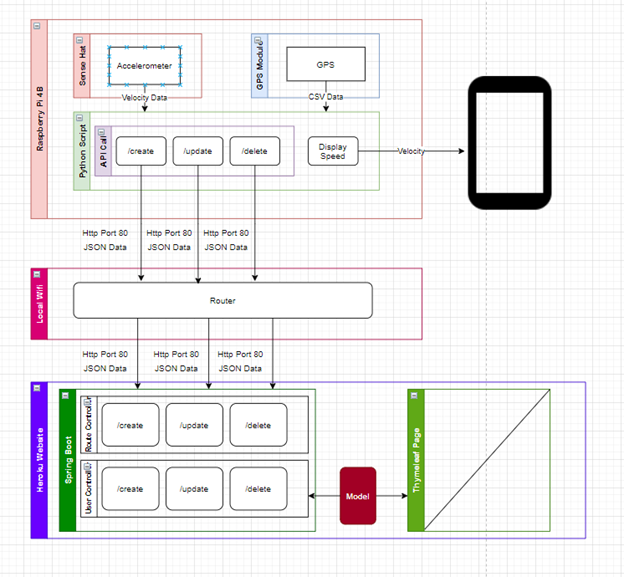 Raspberry Pi 4B
Sense Hat
Accelerometer
GPS Module
GPS
Velocity Data
CSV Data
Python Script
API Call
/create
/update
/delete
Display
Speed
Velocity
Http Port 80
JSON Data
Http Port 80
JSON Data
Http Port 80
JSON Data
Local Wifi
Router
Http Port 80
JSON Data
Http Port 80
JSON Data
Http Port 80
JSON Data
Heroku Website
Spring Boot
Route Controller
/create
/update
/delete
User Controller
/create
/update
/delete
Model
Thymeleaf Page